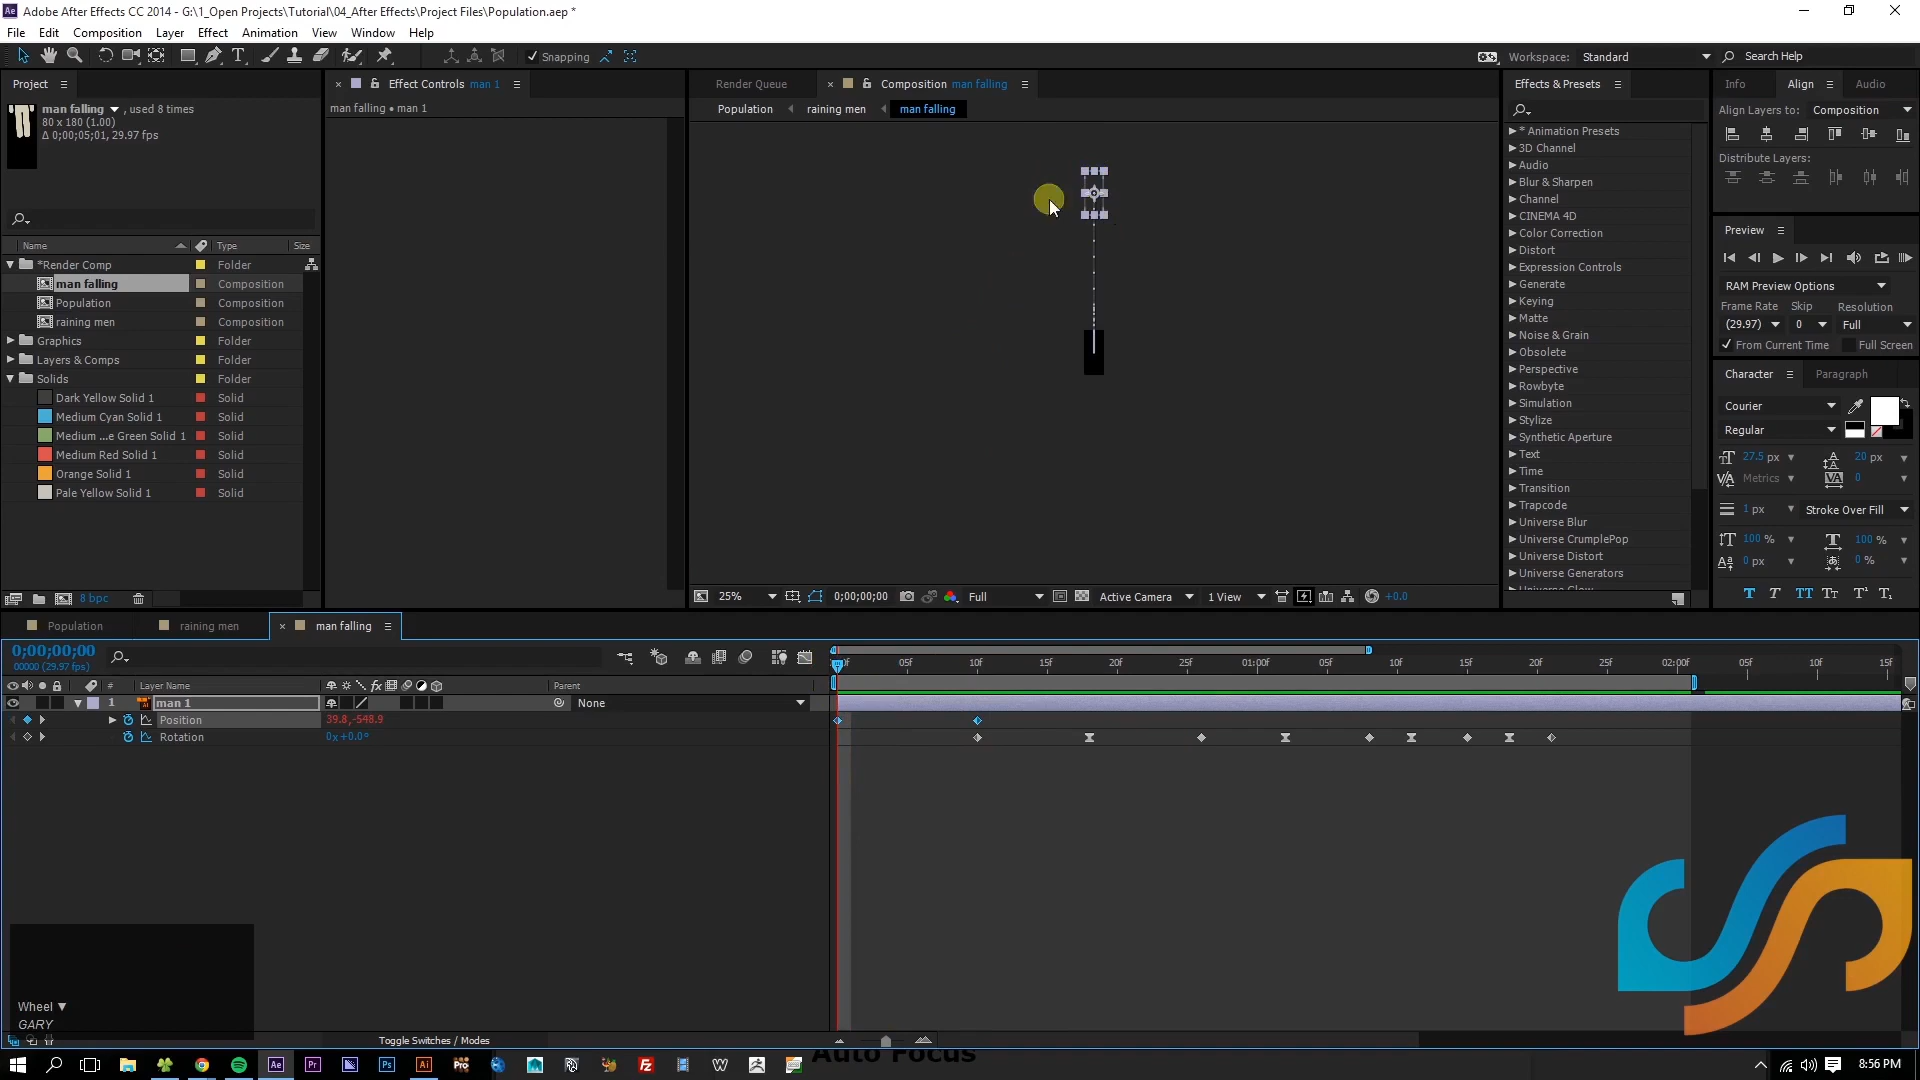 Adobe After Effects CC 2014 - G:\1_Open Projects\Tutorial\04_After Effects\Project Files\Population.aep *
File Edit Composition Layer Effect Animation View Window Help
Snapping
Workspace: Standard
Search Help
Project
man falling , used 8 times
80 x 180 (1.00)
Δ 0;00;05;01, 29.97 fps
Name Type Size
*Render Comp Folder
man falling Composition
Population Composition
raining men Composition
Graphics Folder
Layers & Comps Folder
Solids Folder
Dark Yellow Solid 1 Solid
Medium Cyan Solid 1 Solid
Medium ...e Green Solid 1 Solid
Medium Red Solid 1 Solid
Orange Solid 1 Solid
Pale Yellow Solid 1 Solid
8 bpc
Effect Controls man 1
man falling • man 1
Render Queue
Composition man falling
Population raining men man falling
25% 0;00;00;00 Full Active Camera 1 View +0.0
Effects & Presets
* Animation Presets
3D Channel
Audio
Blur & Sharpen
Channel
CINEMA 4D
Color Correction
Distort
Expression Controls
Generate
Keying
Matte
Noise & Grain
Obsolete
Perspective
Rowbyte
Simulation
Stylize
Synthetic Aperture
Text
Time
Transition
Trapcode
Universe Blur
Universe CrumplePop
Universe Distort
Universe Generators
Universe Glow
Info Align Audio
Align Layers to: Composition
Distribute Layers:
Preview
RAM Preview Options
Frame Rate Skip Resolution
(29.97) 0 Full
From Current Time Full Screen
Character Paragraph
Courier
Regular
27.5 px 20 px
Metrics 0
1 px Stroke Over Fill
100 % 100 %
0 px 0 %
T T TT Tt T¹ T₁
Population raining men man falling
0;00;00;00
00000 (29.97 fps)
05f 10f 15f 20f 25f 01:00f 05f 10f 15f 20f 25f 02:00f 05f 10f 15f
# Layer Name Parent
1 man 1 None
Position 39.8,-548.9
Rotation 0x+0.0°
Wheel ▼
GARY
Toggle Switches / Modes
Auto Focus
8:56 PM